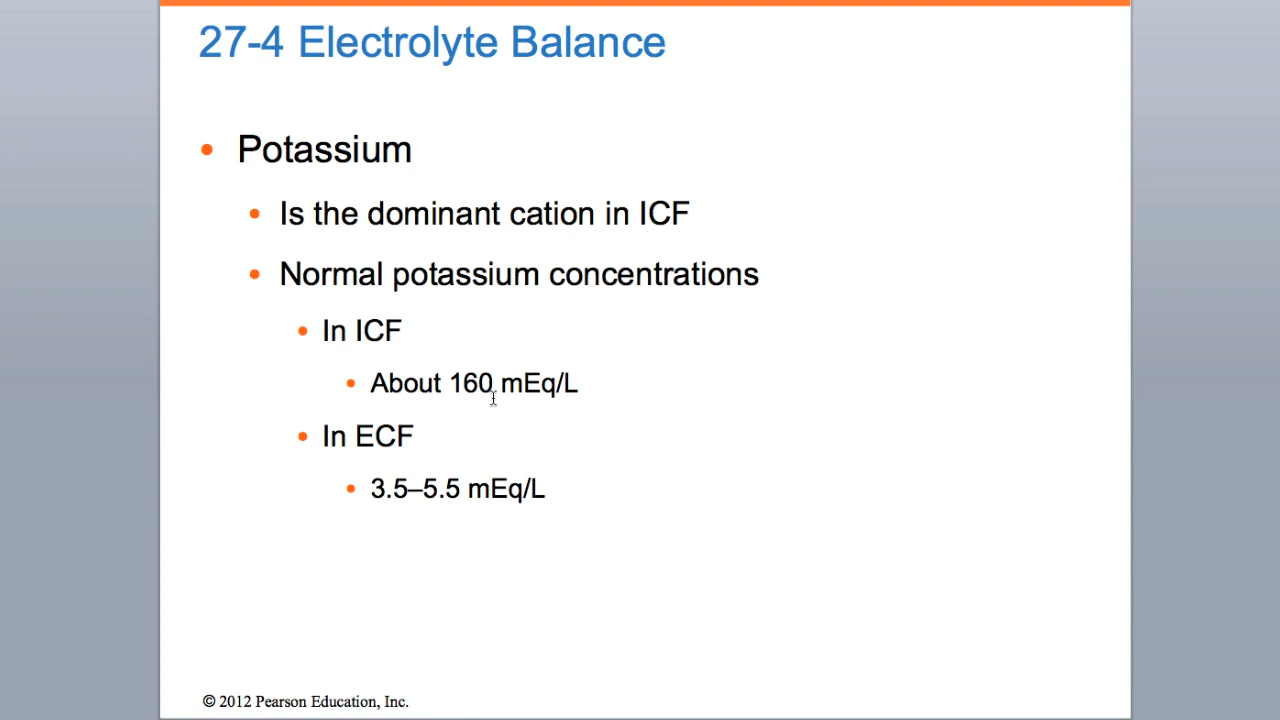 27-4 Electrolyte Balance
• Potassium
• Is the dominant cation in ICF
• Normal potassium concentrations
• In ICF
• About 160 mEq/L
• In ECF
• 3.5–5.5 mEq/L
© 2012 Pearson Education, Inc.